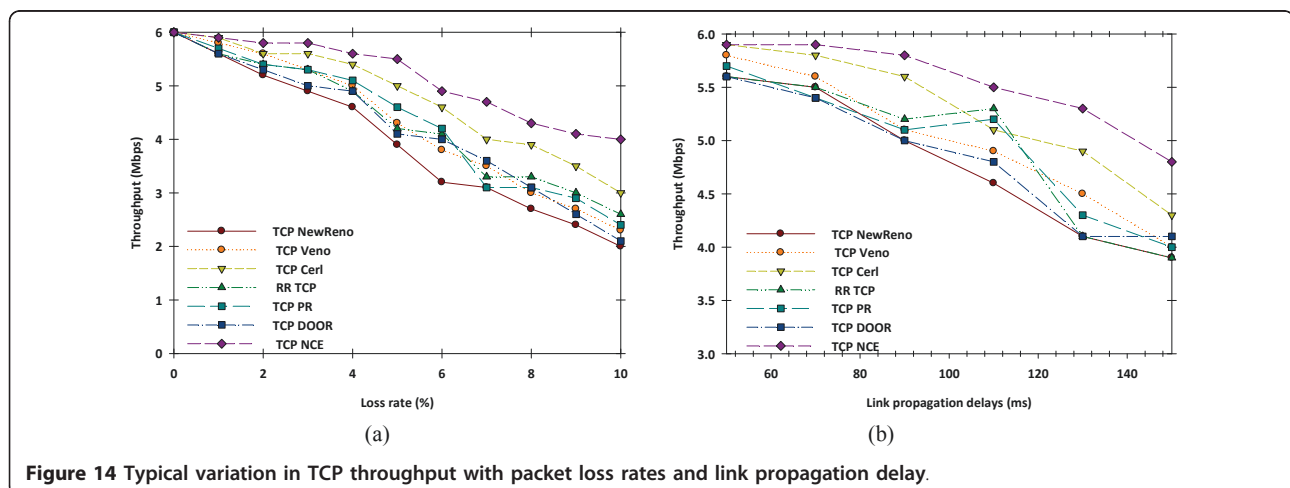 6
5
4
3
2
1
0
Throughput (Mbps)
TCP NewReno
TCP Veno
TCP Cerl
RR TCP
TCP PR
TCP DOOR
TCP NCE
0 2 4 6 8 10
Loss rate (%)
(a)
6.0
5.5
5.0
4.5
4.0
3.5
3.0
Throughput (Mbps)
TCP NewReno
TCP Veno
TCP Cerl
RR TCP
TCP PR
TCP DOOR
TCP NCE
60 80 100 120 140
Link propagation delays (ms)
(b)
Figure 14 Typical variation in TCP throughput with packet loss rates and link propagation delay.